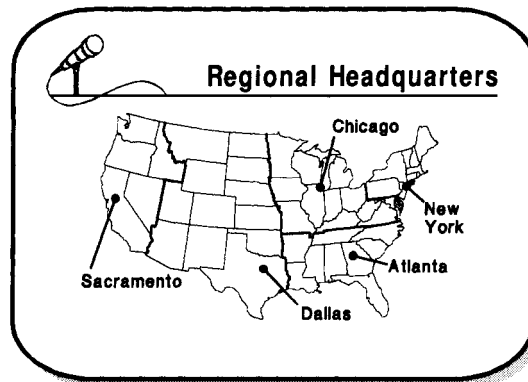 Regional Headquarters
Chicago
New
York
Sacramento
Atlanta
Dallas